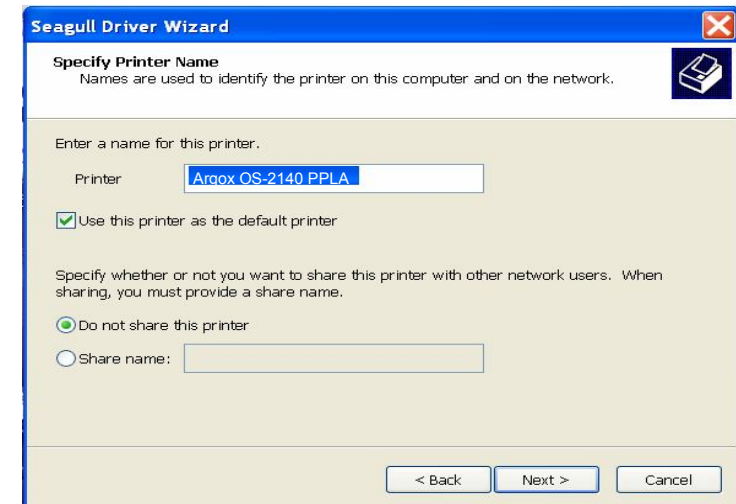 Seagull Driver Wizard
Specify Printer Name
Names are used to identify the printer on this computer and on the network.
Enter a name for this printer.
Printer
Argox OS-2140 PPLA
Use this printer as the default printer
Specify whether or not you want to share this printer with other network users. When
sharing, you must provide a share name.
Do not share this printer
Share name:
< Back
Next >
Cancel